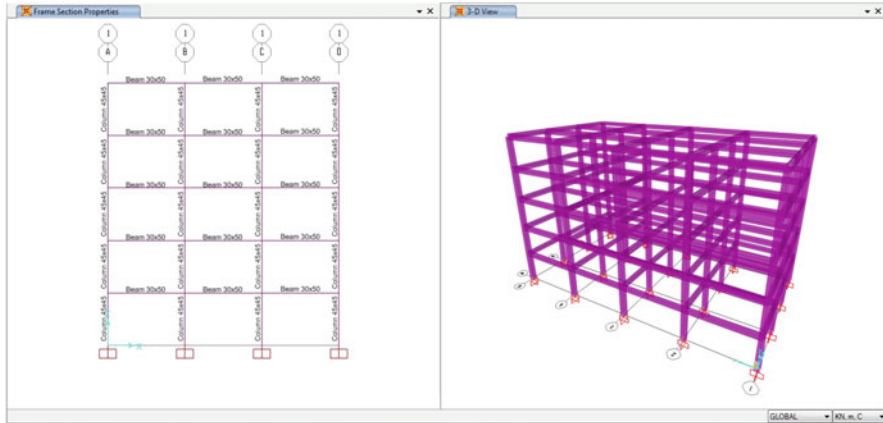 Frame Section Properties
3-D View
1 1 1 1
A B C D
Beam 30x50 Beam 30x50 Beam 30x50
Column 45x45 Column 45x45 Column 45x45 Column 45x45
Beam 30x50 Beam 30x50 Beam 30x50
Column 45x45 Column 45x45 Column 45x45 Column 45x45
Beam 30x50 Beam 30x50 Beam 30x50
Column 45x45 Column 45x45 Column 45x45 Column 45x45
Beam 30x50 Beam 30x50 Beam 30x50
Column 45x45 Column 45x45 Column 45x45 Column 45x45
Beam 30x50 Beam 30x50 Beam 30x50
Column 45x45 Column 45x45 Column 45x45 Column 45x45
X
GLOBAL
KN, m, C